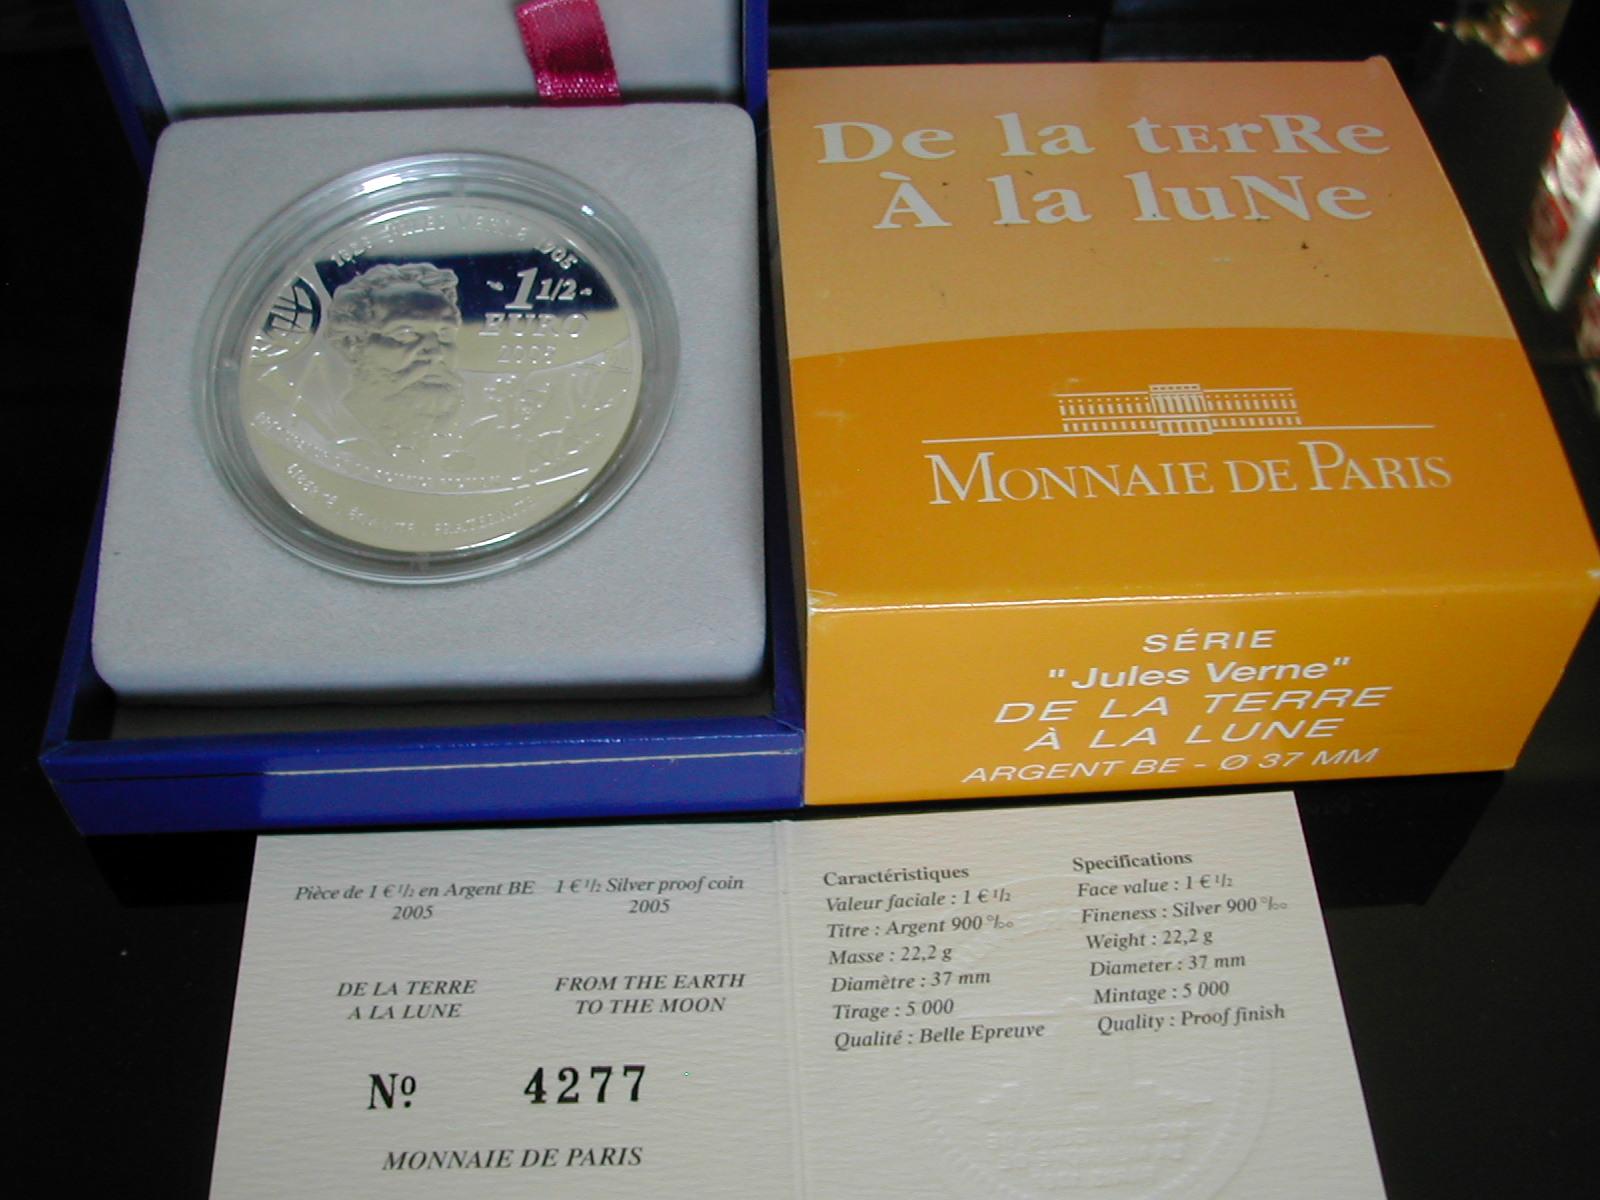 1828 JULES VERNE 1905
1 1/2
EURO
2005
LIBERTÉ, ÉGALITÉ, FRATERNITÉ
De la tErrRe
À la luNe
MONNAIE DE PARIS
SÉRIE
"Jules Verne"
DE LA TERRE
À LA LUNE
ARGENT BE - Ø 37 MM
Pièce de 1 € 1/2 en Argent BE
2005
1 € 1/2 Silver proof coin
2005
DE LA TERRE
A LA LUNE
FROM THE EARTH
TO THE MOON
Nº 4277
MONNAIE DE PARIS
Caractéristiques
Valeur faciale : 1 € 1/2
Titre : Argent 900 °/°°
Masse : 22,2 g
Diamètre : 37 mm
Tirage : 5 000
Qualité : Belle Epreuve
Specifications
Face value : 1 € 1/2
Fineness : Silver 900 °/°°
Weight : 22,2 g
Diameter : 37 mm
Mintage : 5 000
Quality : Proof finish